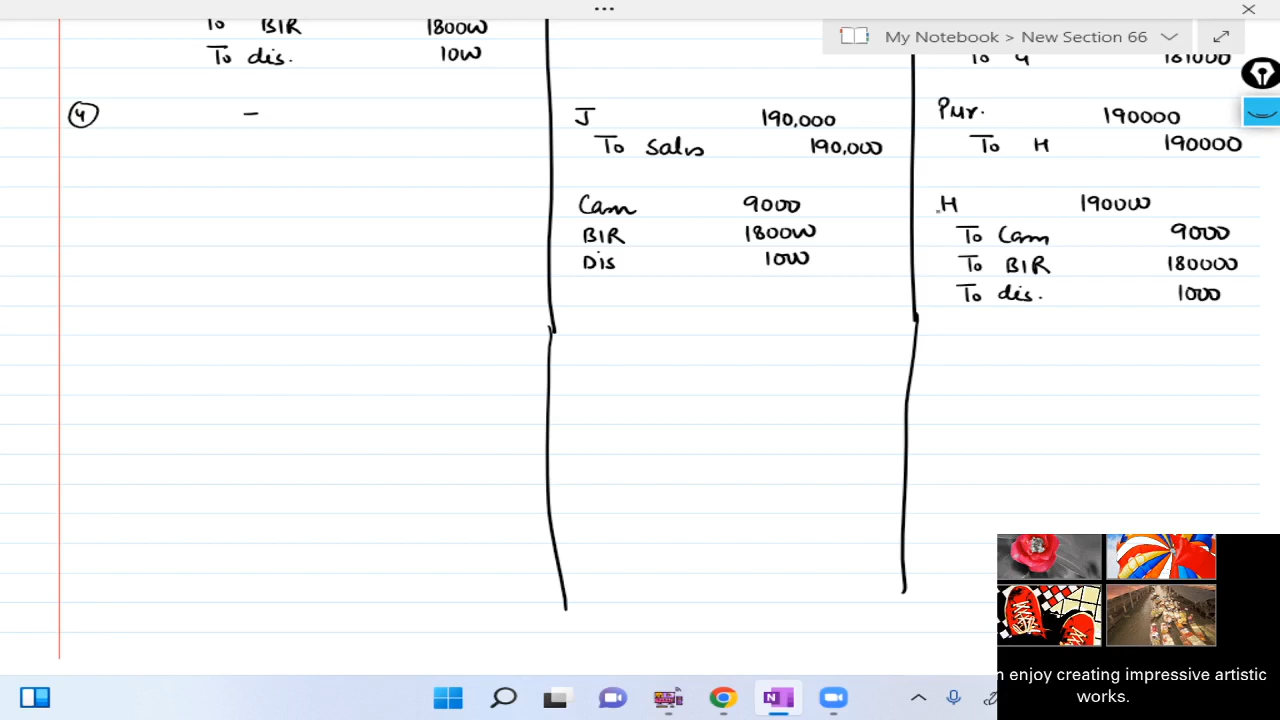 My Notebook > New Section 66
To BIR 180000
To dis. 1000
4 -
J 190,000
To Sales 190,000
Cam 9000
BIR 180000
Dis 1000
To G 181000
Pur. 190000
To H 190000
H 190000
To Cam 9000
To BIR 180000
To dis. 1000
n enjoy creating impressive artistic
works.